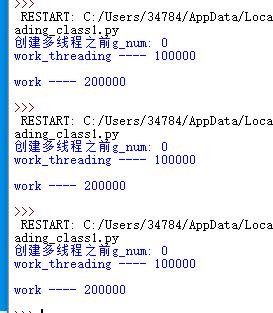 >>>
RESTART: C:/Users/34784/AppData/Loca
ading_class1.py
创建多线程之前g_num: 0
work_threading ---- 100000
work ---- 200000
>>>
RESTART: C:/Users/34784/AppData/Loca
ading_class1.py
创建多线程之前g_num: 0
work_threading ---- 100000
work ---- 200000
>>>
RESTART: C:/Users/34784/AppData/Loca
ading_class1.py
创建多线程之前g_num: 0
work_threading ---- 100000
work ---- 200000
>>>